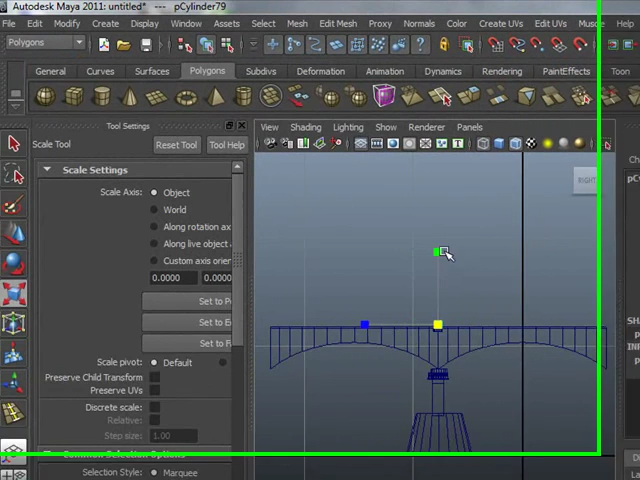 Autodesk Maya 2011: untitled* --- pCylinder79
File Edit Modify Create Display Window Assets Select Mesh Edit Mesh Proxy Normals Color Create UVs Edit UVs Muscle Help
Polygons
General Curves Surfaces Polygons Subdivs Deformation Animation Dynamics Rendering PaintEffects
Tool Settings
View Shading Lighting Show Renderer Panels
Scale Tool Reset Tool Tool Help
Scale Settings
Scale Axis: Object
World
Along rotation ax
Along live object
Custom axis orie
0.0000 0.0000
Set to P
Set to E
Set to F
Scale pivot: Default
Preserve Child Transform
Preserve UVs
Discrete scale:
Relative:
Step size: 1.00
Common Selection Options
Selection Style: Marquee
RIGHT